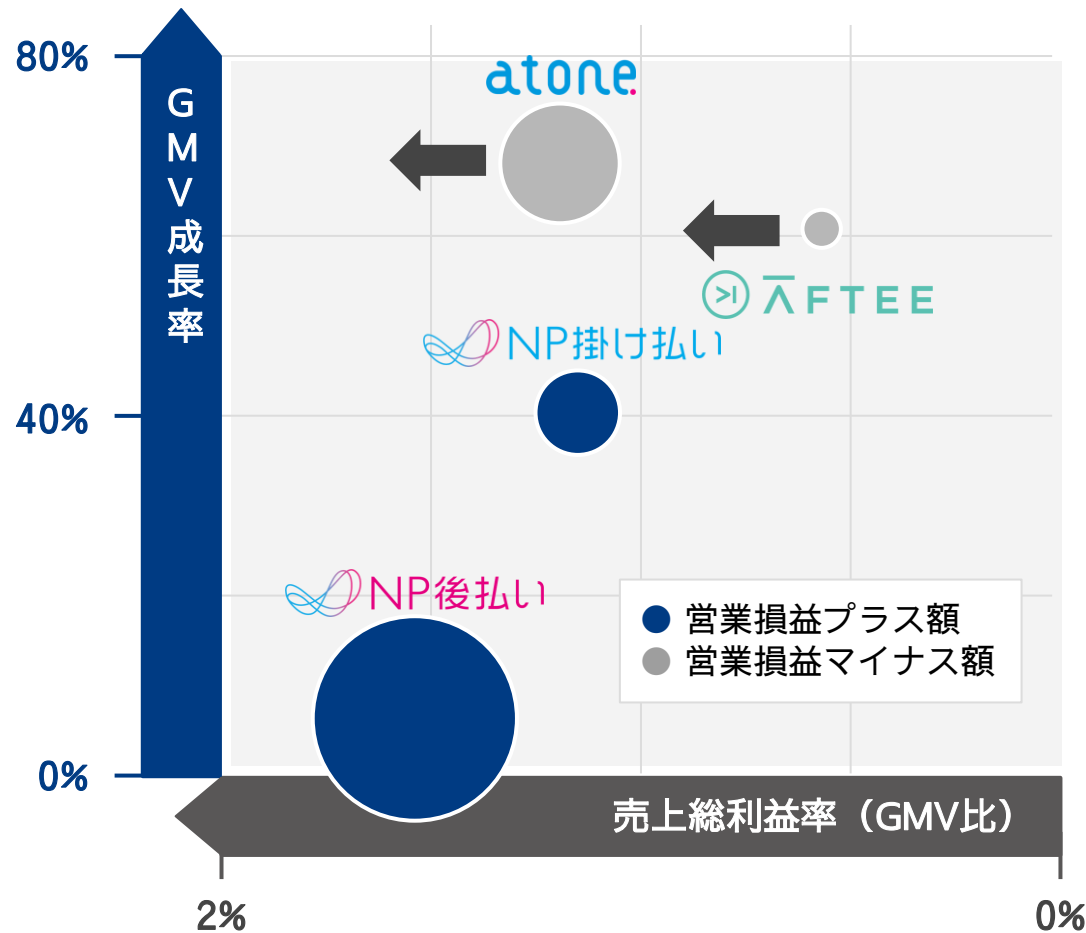 80%
GMV成長率
atone.
AFTEE
NP掛け払い
40%
NP後払い
営業損益プラス額
営業損益マイナス額
0%
売上総利益率（GMV比）
2%
0%